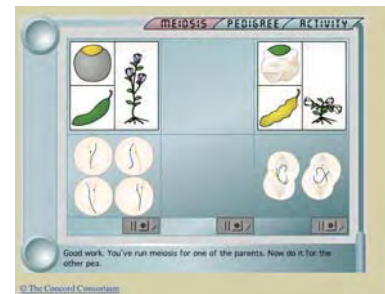 MEIOSIS PEDIGREE ACTIVITY
Good work. You've run meiosis for one of the parents. Now do it for the
other pea.
© The Concord Consortium